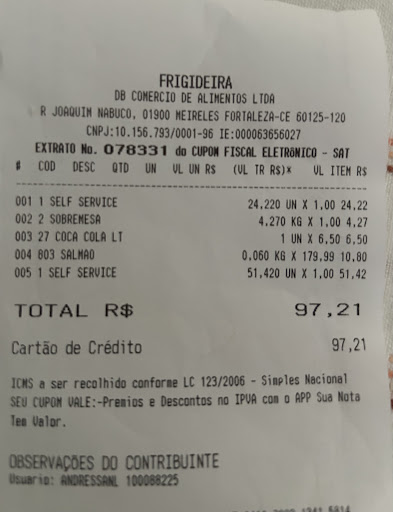 FRIGIDEIRA
DB COMERCIO DE ALIMENTOS LTDA
R JOAQUIM NABUCO, 01900 MEIRELES FORTALEZA-CE 60125-120
CNPJ:10.156.793/0001-96 IE:000063656027
EXTRATO No. 078331 do CUPOM FISCAL ELETRÔNICO - SAT
# COD DESC QTD UN VL UN R$ (VL TR R$)* VL ITEM R$
001 1 SELF SERVICE 24,220 UN X 1,00 24,22
002 2 SOBREMESA 4,270 KG X 1,00 4,27
003 27 COCA COLA LT 1 UN X 6,50 6,50
004 803 SALMAO 0,060 KG X 179,99 10,80
005 1 SELF SERVICE 51,420 UN X 1,00 51,42
TOTAL R$ 97,21
Cartão de Crédito 97,21
ICMS a ser recolhido conforme LC 123/2006 - Simples Nacional
SEU CUPOM VALE:-Premios e Descontos no IPVA com o APP Sua Nota
Tem Valor.
OBSERVAÇÕES DO CONTRIBUINTE
Usuario: ANDRESSANL 100088225